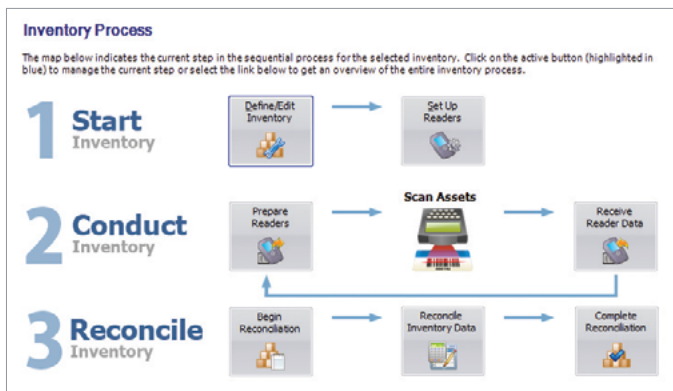 Inventory Process
The map below indicates the current step in the sequential process for the selected inventory. Click on the active button (highlighted in
blue) to manage the current step or select the link below to get an overview of the entire inventory process.
1 Start
Inventory
Define/Edit
Inventory
Set Up
Readers
2 Conduct
Inventory
Prepare
Readers
Scan Assets
Receive
Reader Data
3 Reconcile
Inventory
Begin
Reconciliation
Reconcile
Inventory Data
Complete
Reconciliation